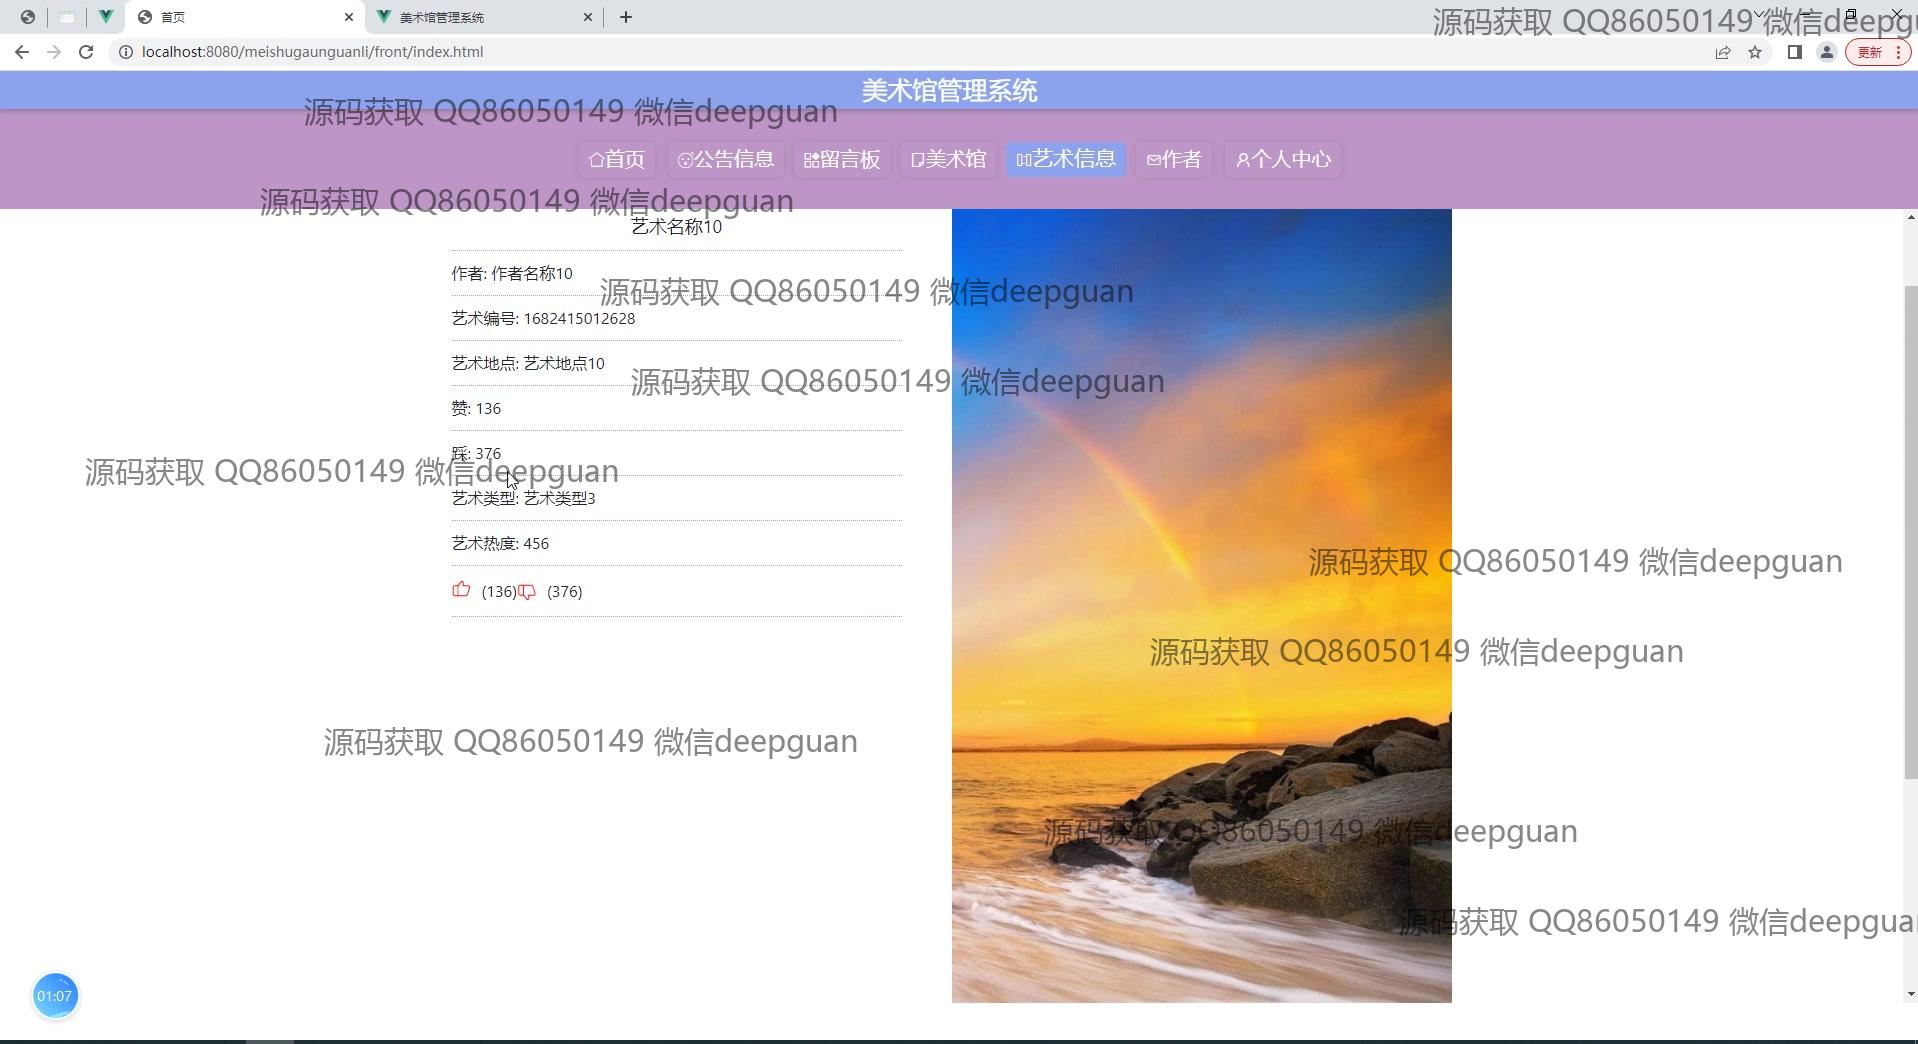 首页
美术馆管理系统
源码获取 QQ86050149 微信deepgu
localhost:8080/meishugaunguanli/front/index.html
更新
美术馆管理系统
源码获取 QQ86050149 微信deepguan
首页
公告信息
留言板
美术馆
艺术信息
作者
个人中心
源码获取 QQ86050149 微信deepguan
艺术名称10
作者: 作者名称10
源码获取 QQ86050149 微信deepguan
艺术编号: 1682415012628
艺术地点: 艺术地点10
源码获取 QQ86050149 微信deepguan
赞: 136
踩: 376
源码获取 QQ86050149 微信deepguan
艺术类型: 艺术类型3
艺术热度: 456
源码获取 QQ86050149 微信deepguan
(136) (376)
源码获取 QQ86050149 微信deepguan
源码获取 QQ86050149 微信deepguan
源码获取 QQ86050149 微信deepguan
源码获取 QQ86050149 微信deepgua
01:07